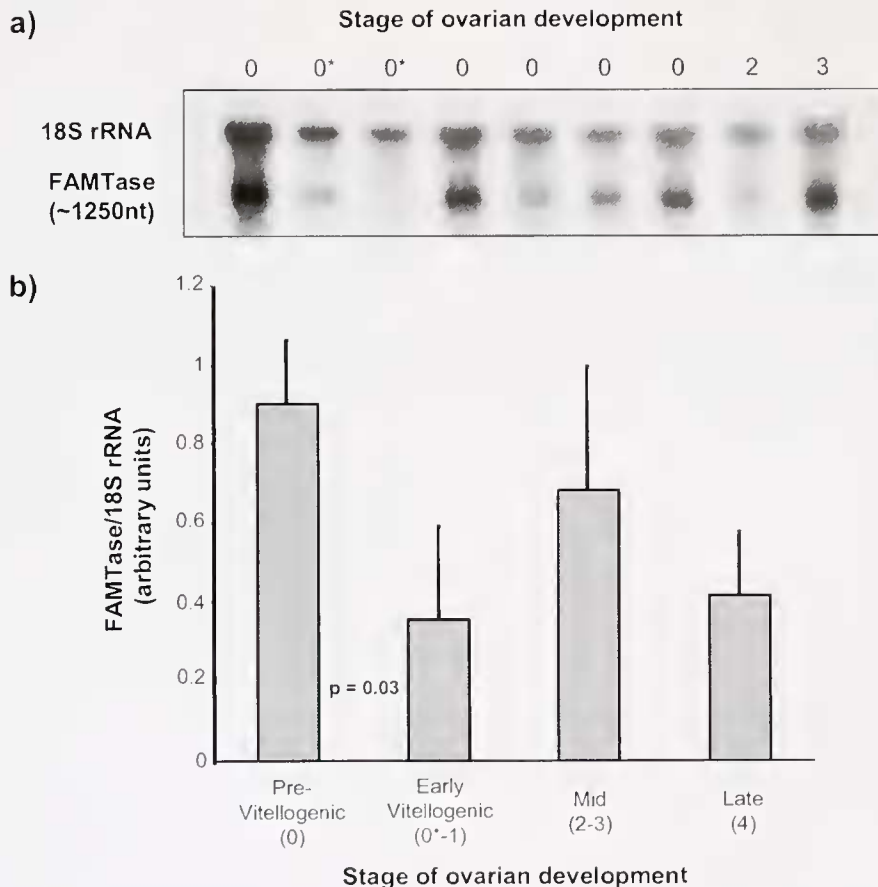 a)
Stage of ovarian development
0 0* 0* 0 0 0 0 2 3
18S rRNA
FAMTase
(~1250nt)
b)
1.2
1
0.8
0.6
0.4
0.2
0
FAMTase/18S rRNA
(arbitrary units)
p = 0.03
Pre-
Vitellogenic
(0)
Early
Vitellogenic
(0*-1)
Mid
(2-3)
Late
(4)
Stage of ovarian development